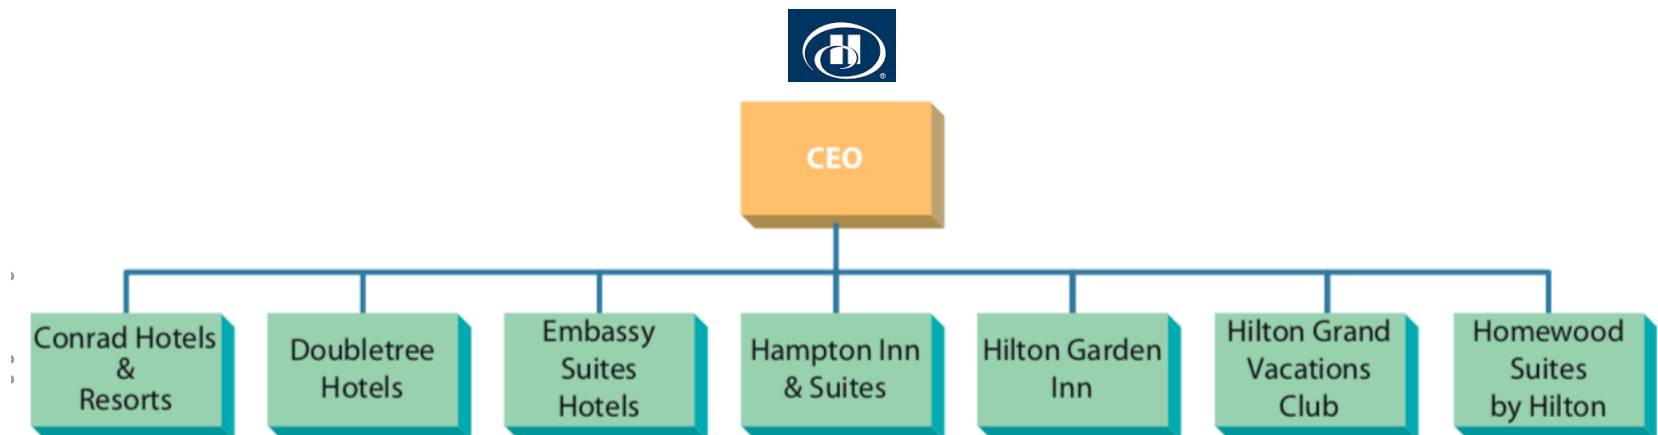 H
CEO
Conrad Hotels
&
Resorts
Doubletree
Hotels
Embassy
Suites
Hotels
Hampton Inn
& Suites
Hilton Garden
Inn
Hilton Grand
Vacations
Club
Homewood
Suites
by Hilton